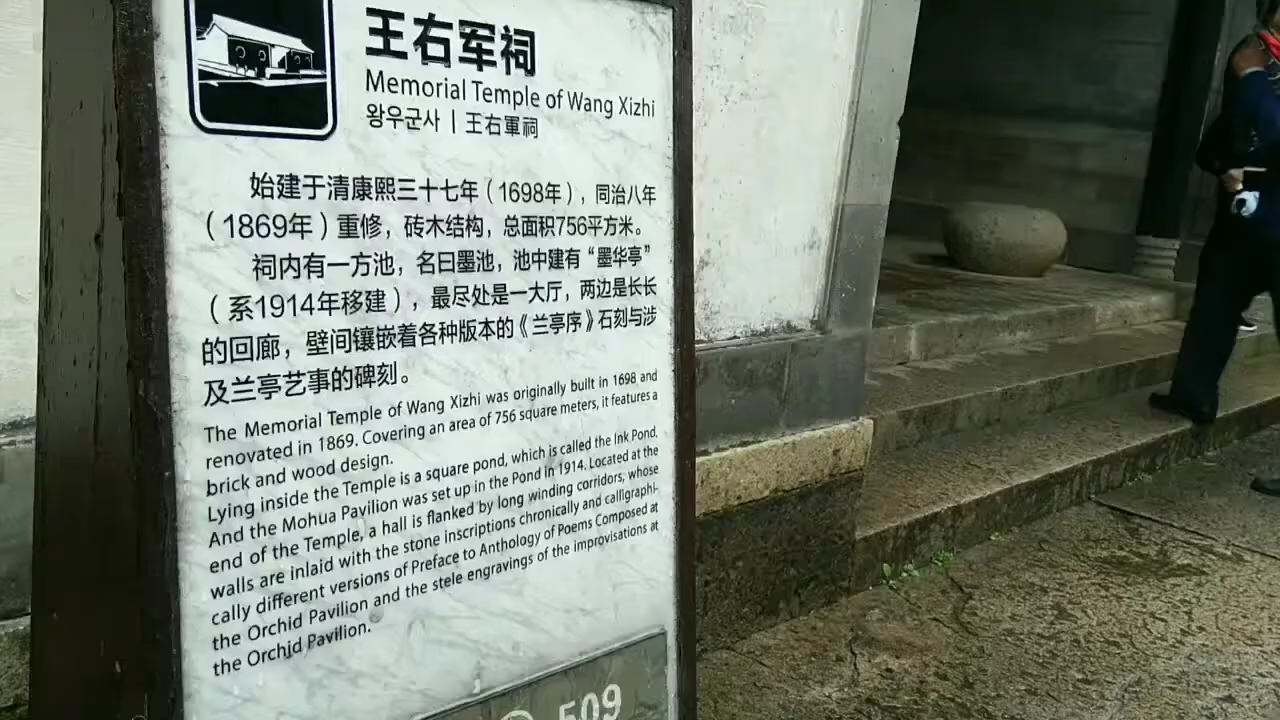 王右军祠
Memorial Temple of Wang Xizhi
왕우군사 | 王右軍祠
始建于清康熙三十七年（1698年），同治八年
（1869年）重修，砖木结构，总面积756平方米。
祠内有一方池，名曰墨池，池中建有“墨华亭”
（系1914年移建），最尽处是一大厅，两边是长长
的回廊，壁间镶嵌着各种版本的《兰亭序》石刻与涉
及兰亭艺事的碑刻。
The Memorial Temple of Wang Xizhi was originally built in 1698 and
renovated in 1869. Covering an area of 756 square meters, it features a
brick and wood design.
Lying inside the Temple is a square pond, which is called the Ink Pond.
And the Mohua Pavilion was set up in the Pond in 1914. Located at the
end of the Temple, a hall is flanked by long winding corridors, whose
walls are inlaid with the stone inscriptions chronically and calligraphi-
cally different versions of Preface to Anthology of Poems Composed at
the Orchid Pavilion and the stele engravings of the improvisations at
the Orchid Pavilion.
509